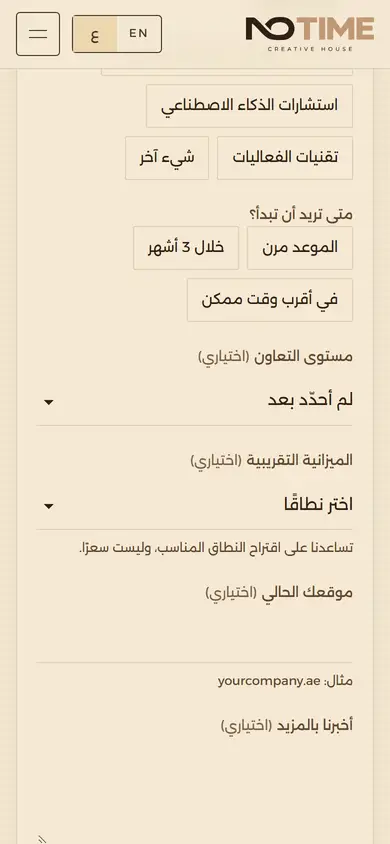 NOTIME
CREATIVE HOUSE
EN
ع
استشارات الذكاء الاصطناعي
تقنيات الفعاليات
شيء آخر
متى تريد أن تبدأ؟
الموعد مرن
خلال 3 أشهر
في أقرب وقت ممكن
مستوى التعاون (اختياري)
لم أحدّد بعد
الميزانية التقريبية (اختياري)
اختر نطاقًا
تساعدنا على اقتراح النطاق المناسب، وليست سعرًا.
موقعك الحالي (اختياري)
مثال: yourcompany.ae
أخبرنا بالمزيد (اختياري)